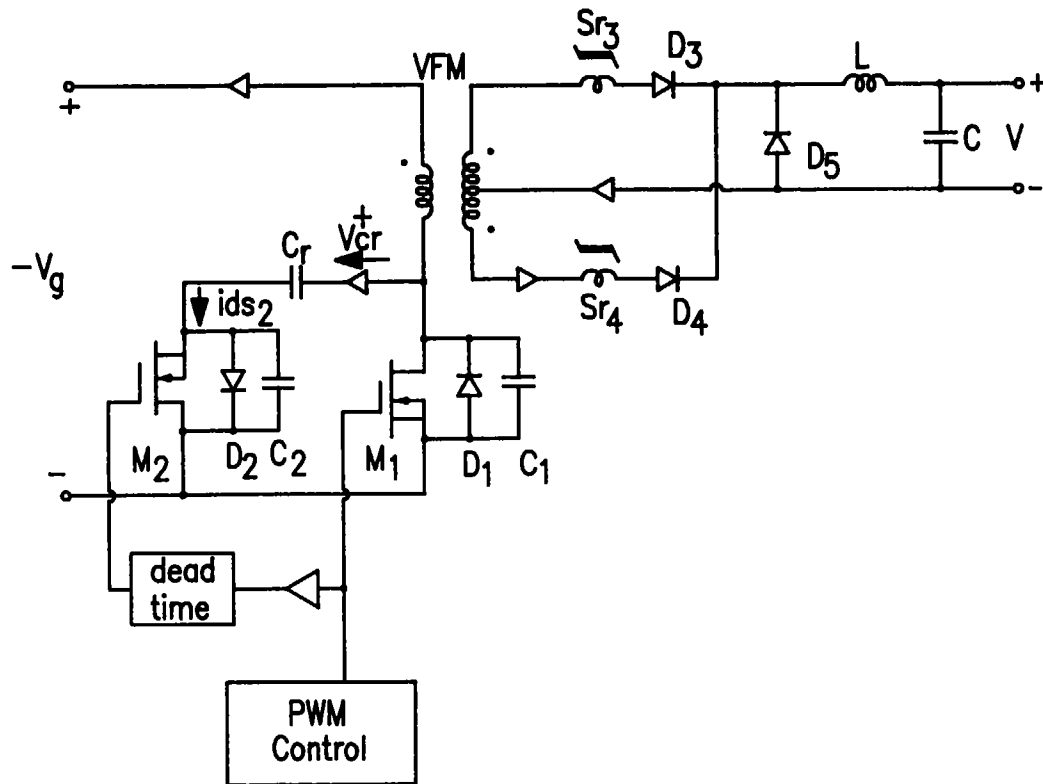 Sr3
D3
VFM
L
+
+
D5
C
V
-
+
Vcr
Cr
-Vg
ids2
Sr4
D4
M2
D2
C2
M1
D1
C1
-
dead
time
PWM
Control